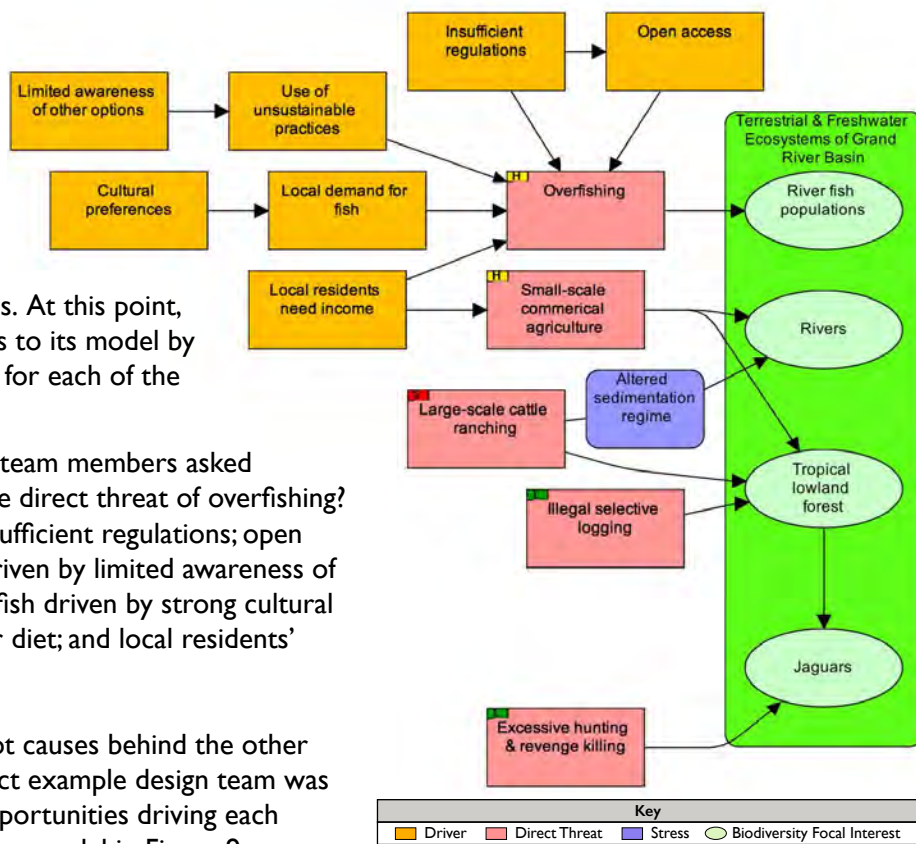 Insufficient
regulations
Open access
Limited awareness
of other options
Use of
unsustainable
practices
Terrestrial & Freshwater
Ecosystems of Grand
River Basin
Cultural
preferences
Local demand for
fish
H
Overfishing
River fish
populations
Local residents
need income
H
Small-scale
commerical
agriculture
Rivers
Altered
sedimentation
regime
Large-scale cattle
ranching
Tropical
lowland
forest
Illegal selective
logging
Jaguars
Excessive hunting
& revenge killing
s. At this point,
s to its model by
for each of the
team members asked
e direct threat of overfishing?
ufficient regulations; open
riven by limited awareness of
fish driven by strong cultural
r diet; and local residents'
ot causes behind the other
ct example design team was
portunities driving each
Key
Driver Direct Threat Stress Biodiversity Focal Interest